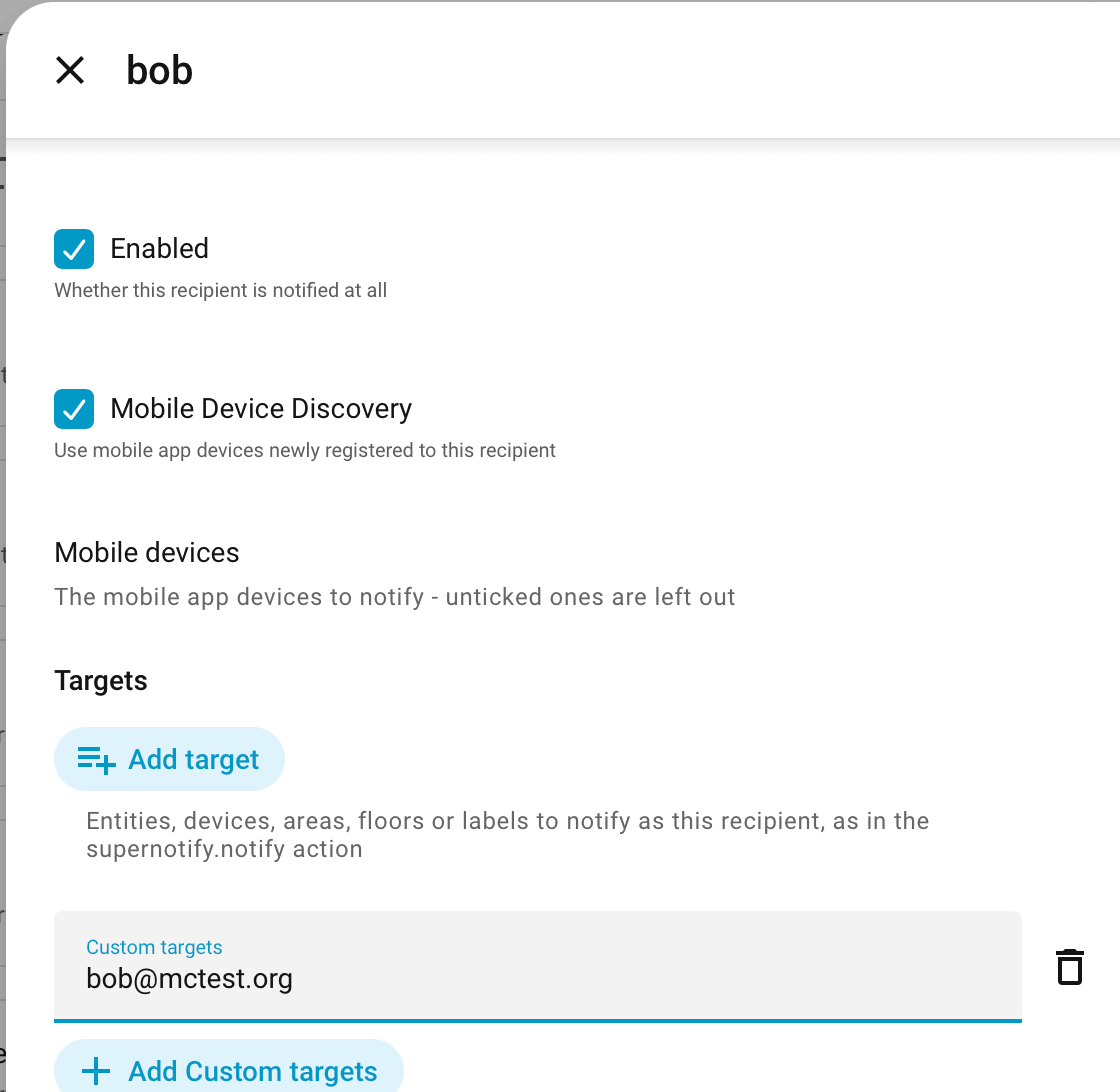 bob
Enabled
Whether this recipient is notified at all
Mobile Device Discovery
Use mobile app devices newly registered to this recipient
Mobile devices
The mobile app devices to notify - unticked ones are left out
Targets
Add target
Entities, devices, areas, floors or labels to notify as this recipient, as in the
supernotify.notify action
Custom targets
bob@mctest.org
Add Custom targets